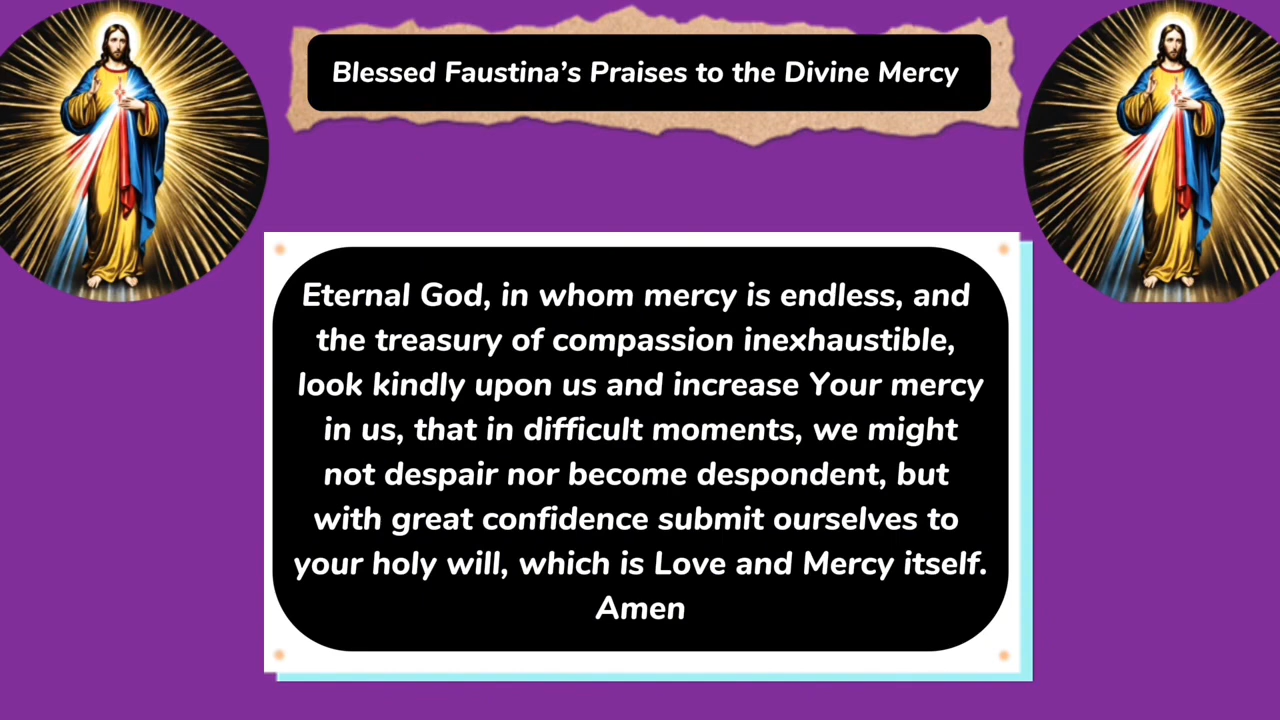 Blessed Faustina’s Praises to the Divine Mercy
Eternal God, in whom mercy is endless, and
the treasury of compassion inexhaustible,
look kindly upon us and increase Your mercy
in us, that in difficult moments, we might
not despair nor become despondent, but
with great confidence submit ourselves to
your holy will, which is Love and Mercy itself.
Amen